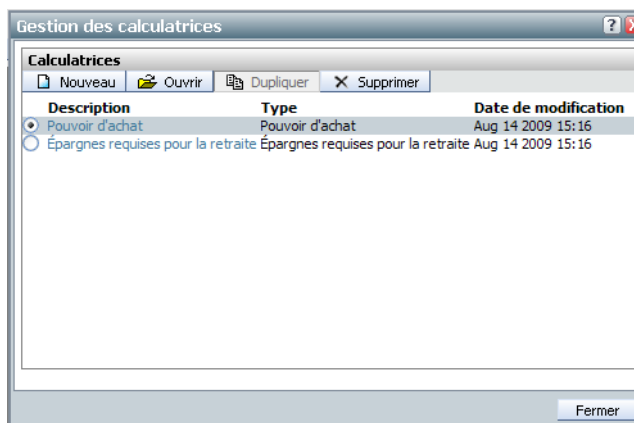 Gestion des calculatrices ?
Calculatrices
Nouveau Ouvrir Dupliquer Supprimer
Description Type Date de modification
Pouvoir d'achat Pouvoir d'achat Aug 14 2009 15:16
Épargnes requises pour la retraite Épargnes requises pour la retraite Aug 14 2009 15:16
Fermer